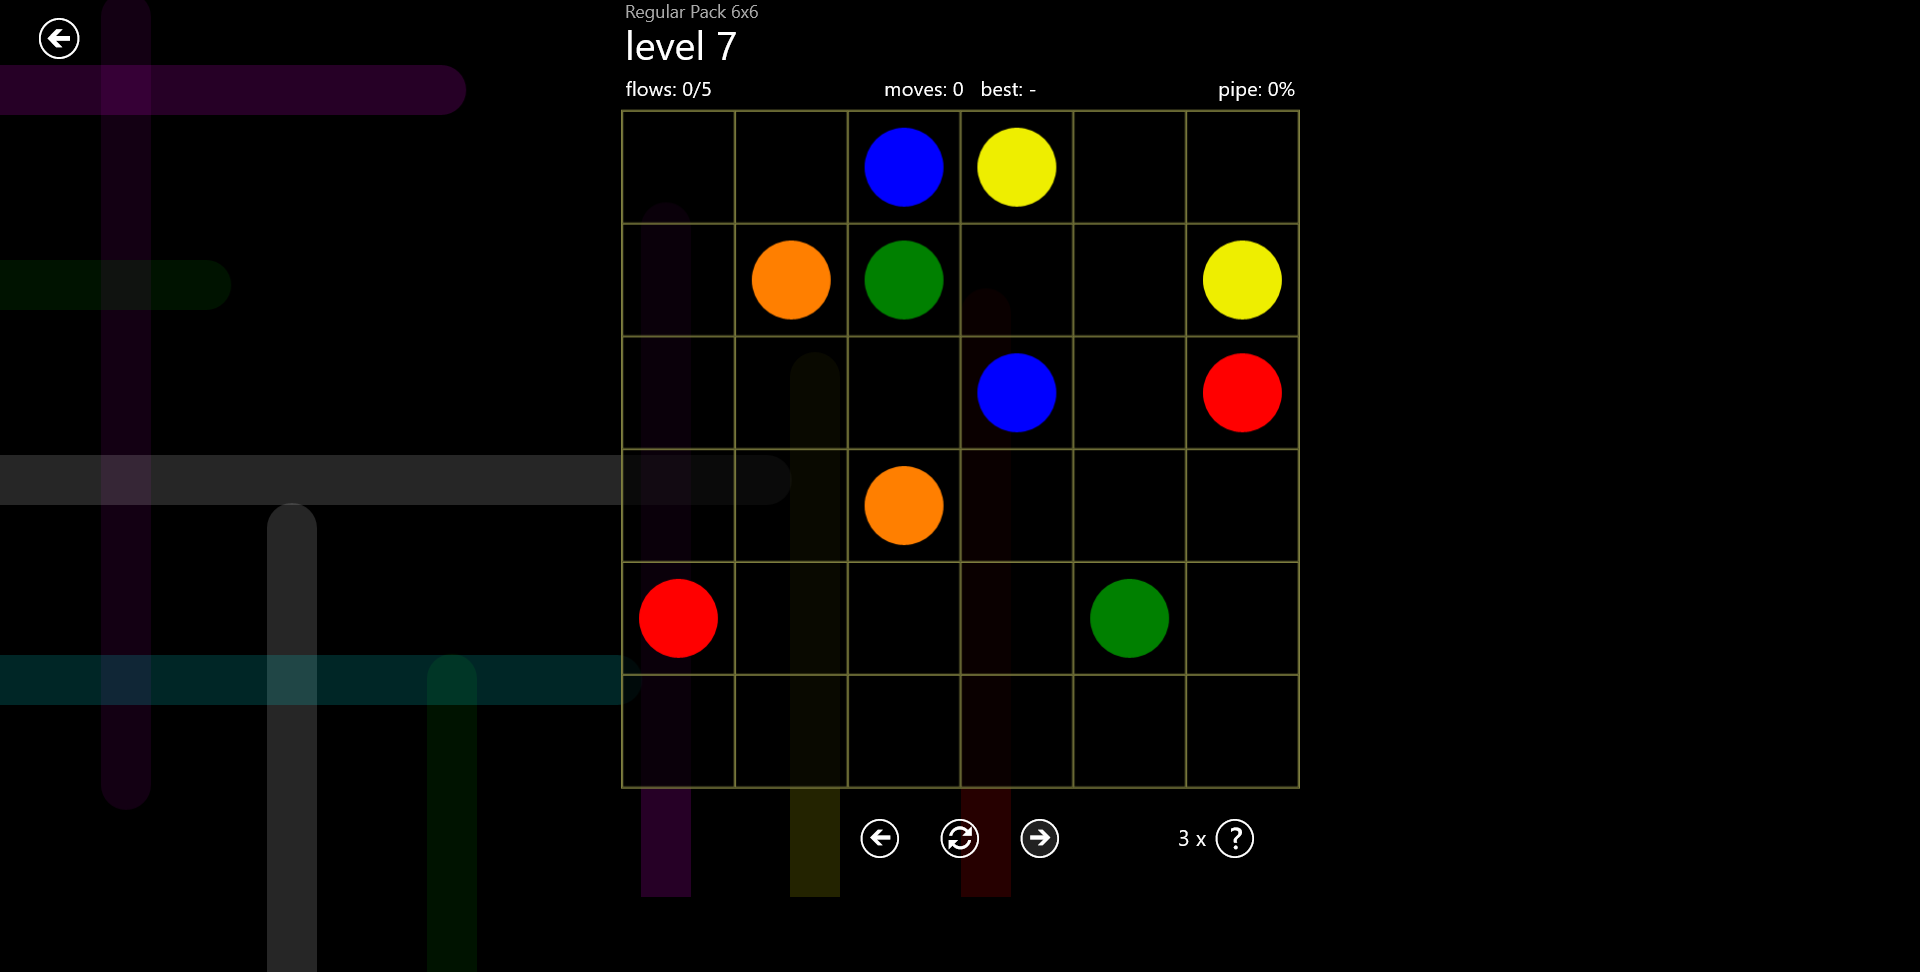 Regular Pack 6x6
level 7
flows: 0/5 moves: 0 best: - pipe: 0%
3 x ?